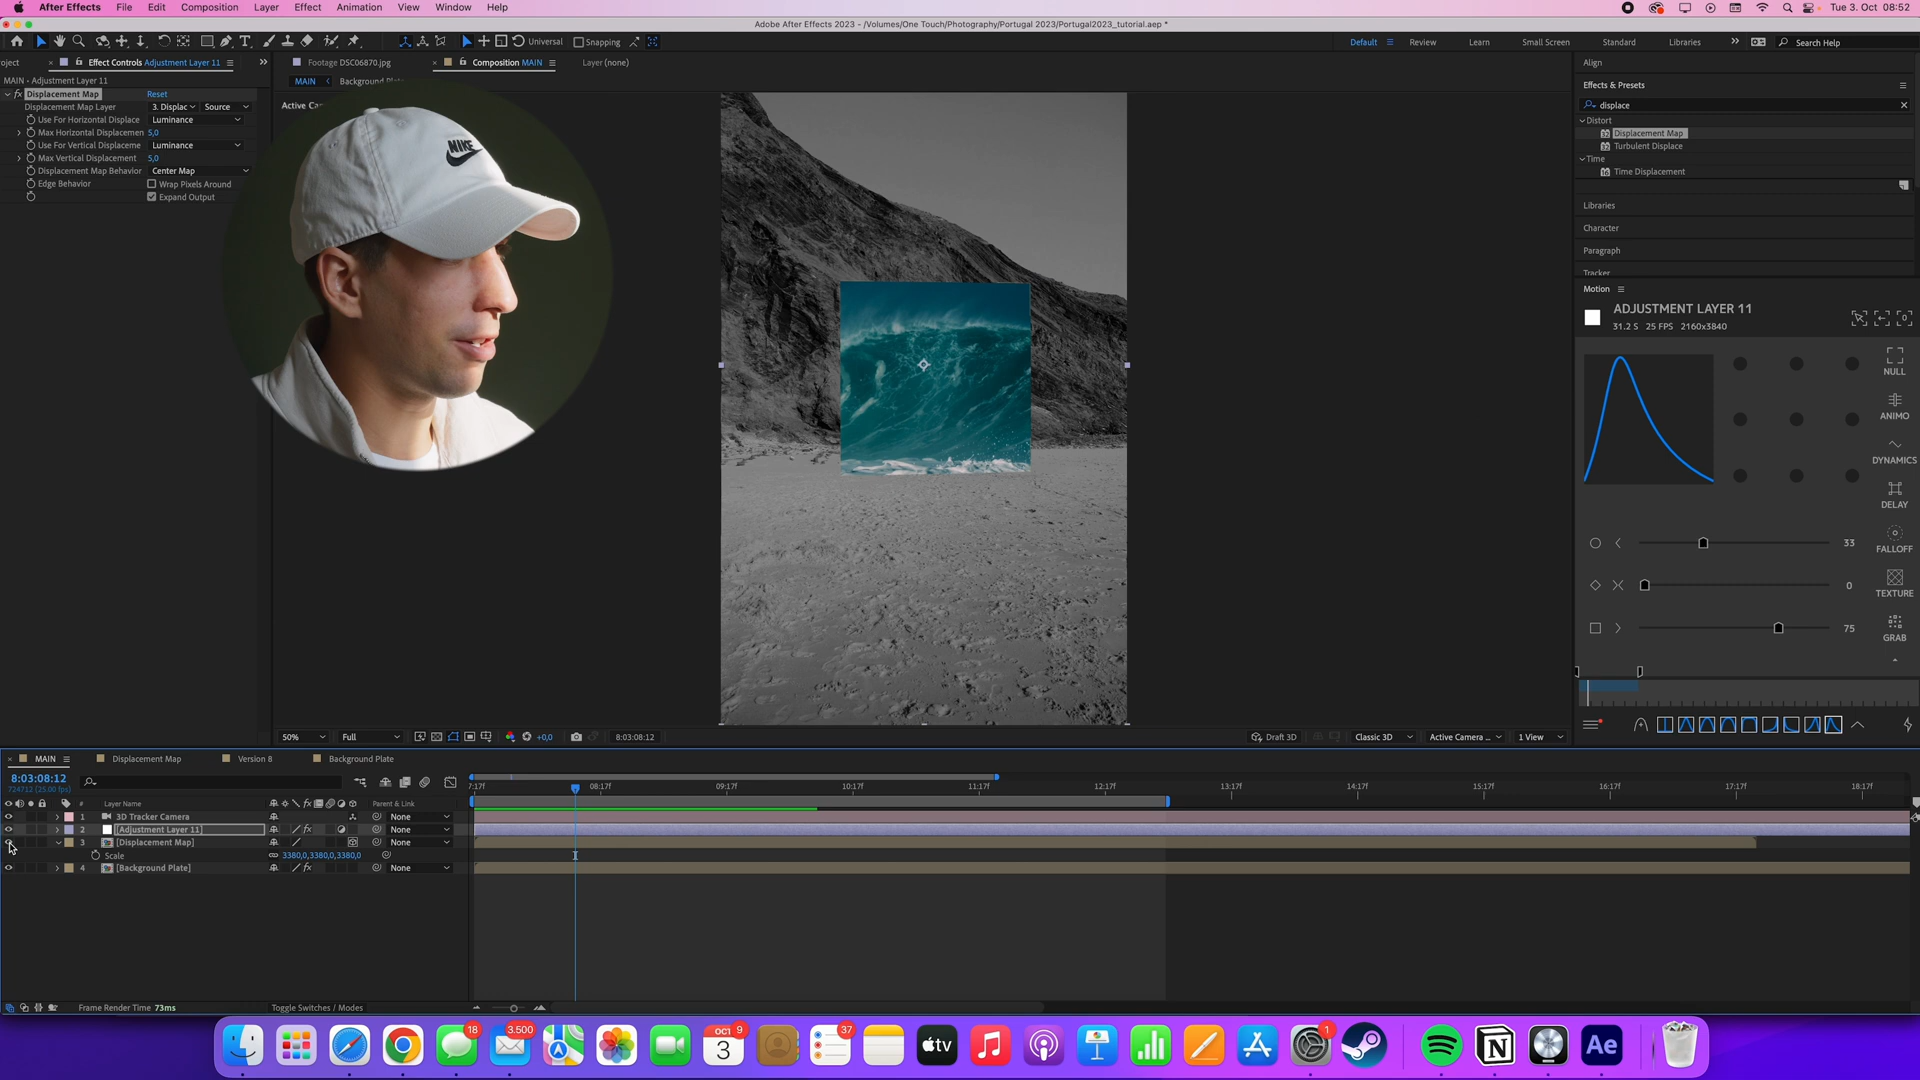 After Effects File Edit Composition Layer Effect Animation View Window Help Tue 3. Oct 08:52
Adobe After Effects 2023 - /Volumes/One Touch/Photography/Portugal 2023/Portugal2023_tutorial.aep *
Universal Snapping Default Review Learn Small Screen Standard Libraries Search Help
Effect Controls Adjustment Layer 11 Footage DSC06870.jpg Composition MAIN Layer (none)
MAIN • Adjustment Layer 11
MAIN
Active Ca
Displacement Map Reset
Displacement Map Layer 3. Displac Source
Use For Horizontal Displace Luminance
Max Horizontal Displacemen 5,0
Use For Vertical Displaceme Luminance
Max Vertical Displacement 5,0
Displacement Map Behavior Center Map
Edge Behavior Wrap Pixels Around
Expand Output
NIKE
Align
Effects & Presets
displace
Distort
Displacement Map
Turbulent Displace
Time
Time Displacement
Libraries
Character
Paragraph
Tracker
Motion
ADJUSTMENT LAYER 11
31.2 S 25 FPS 2160x3840
NULL
ANIMO
DYNAMICS
DELAY
FALLOFF
TEXTURE
GRAB
33
0
75
50% Full +0,0 8:03:08:12 Draft 3D Classic 3D Active Camera ... 1 View
MAIN Displacement Map Version 8 Background Plate
8:03:08:12
724712 (25.00 fps)
7:17f 08:17f 09:17f 10:17f 11:17f 12:17f 13:17f 14:17f 15:17f 16:17f 17:17f 18:17f
# Layer Name Parent & Link
1 3D Tracker Camera None
2 [Adjustment Layer 11] None
3 [Displacement Map] None
Scale 3380,0,3380,0,3380,0
4 [Background Plate] None
Frame Render Time 73ms Toggle Switches / Modes
18 3.500 OCT 9 3 37 tv 1 Ae